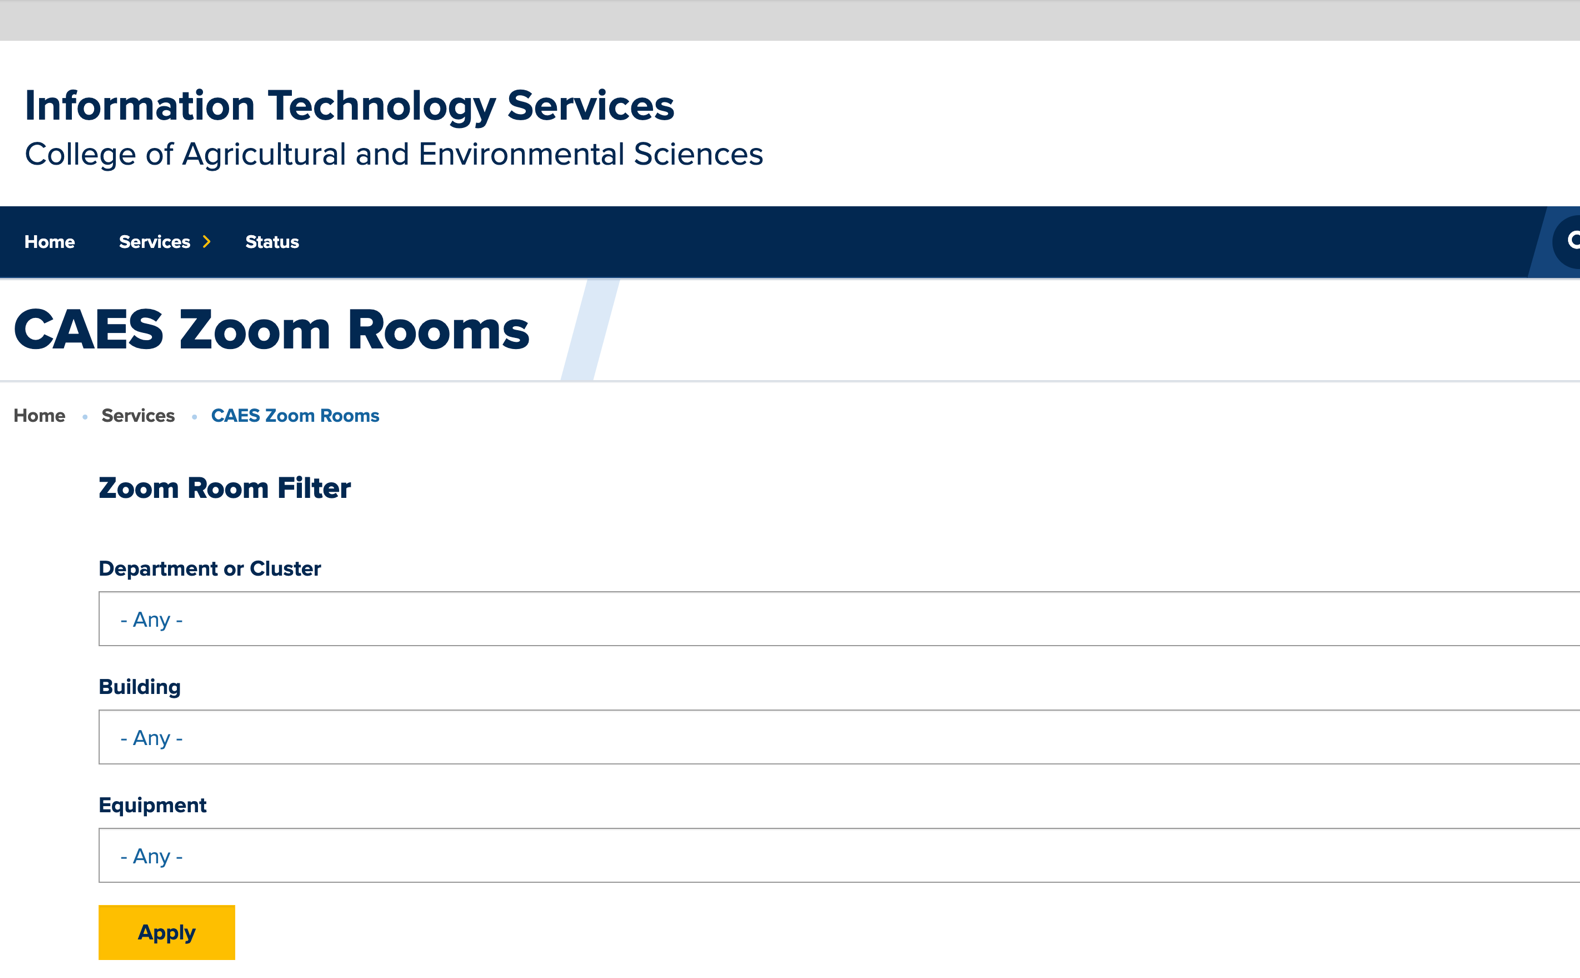 Information Technology Services
College of Agricultural and Environmental Sciences
Home Services Status
CAES Zoom Rooms
Home • Services • CAES Zoom Rooms
Zoom Room Filter
Department or Cluster
- Any -
Building
- Any -
Equipment
- Any -
Apply